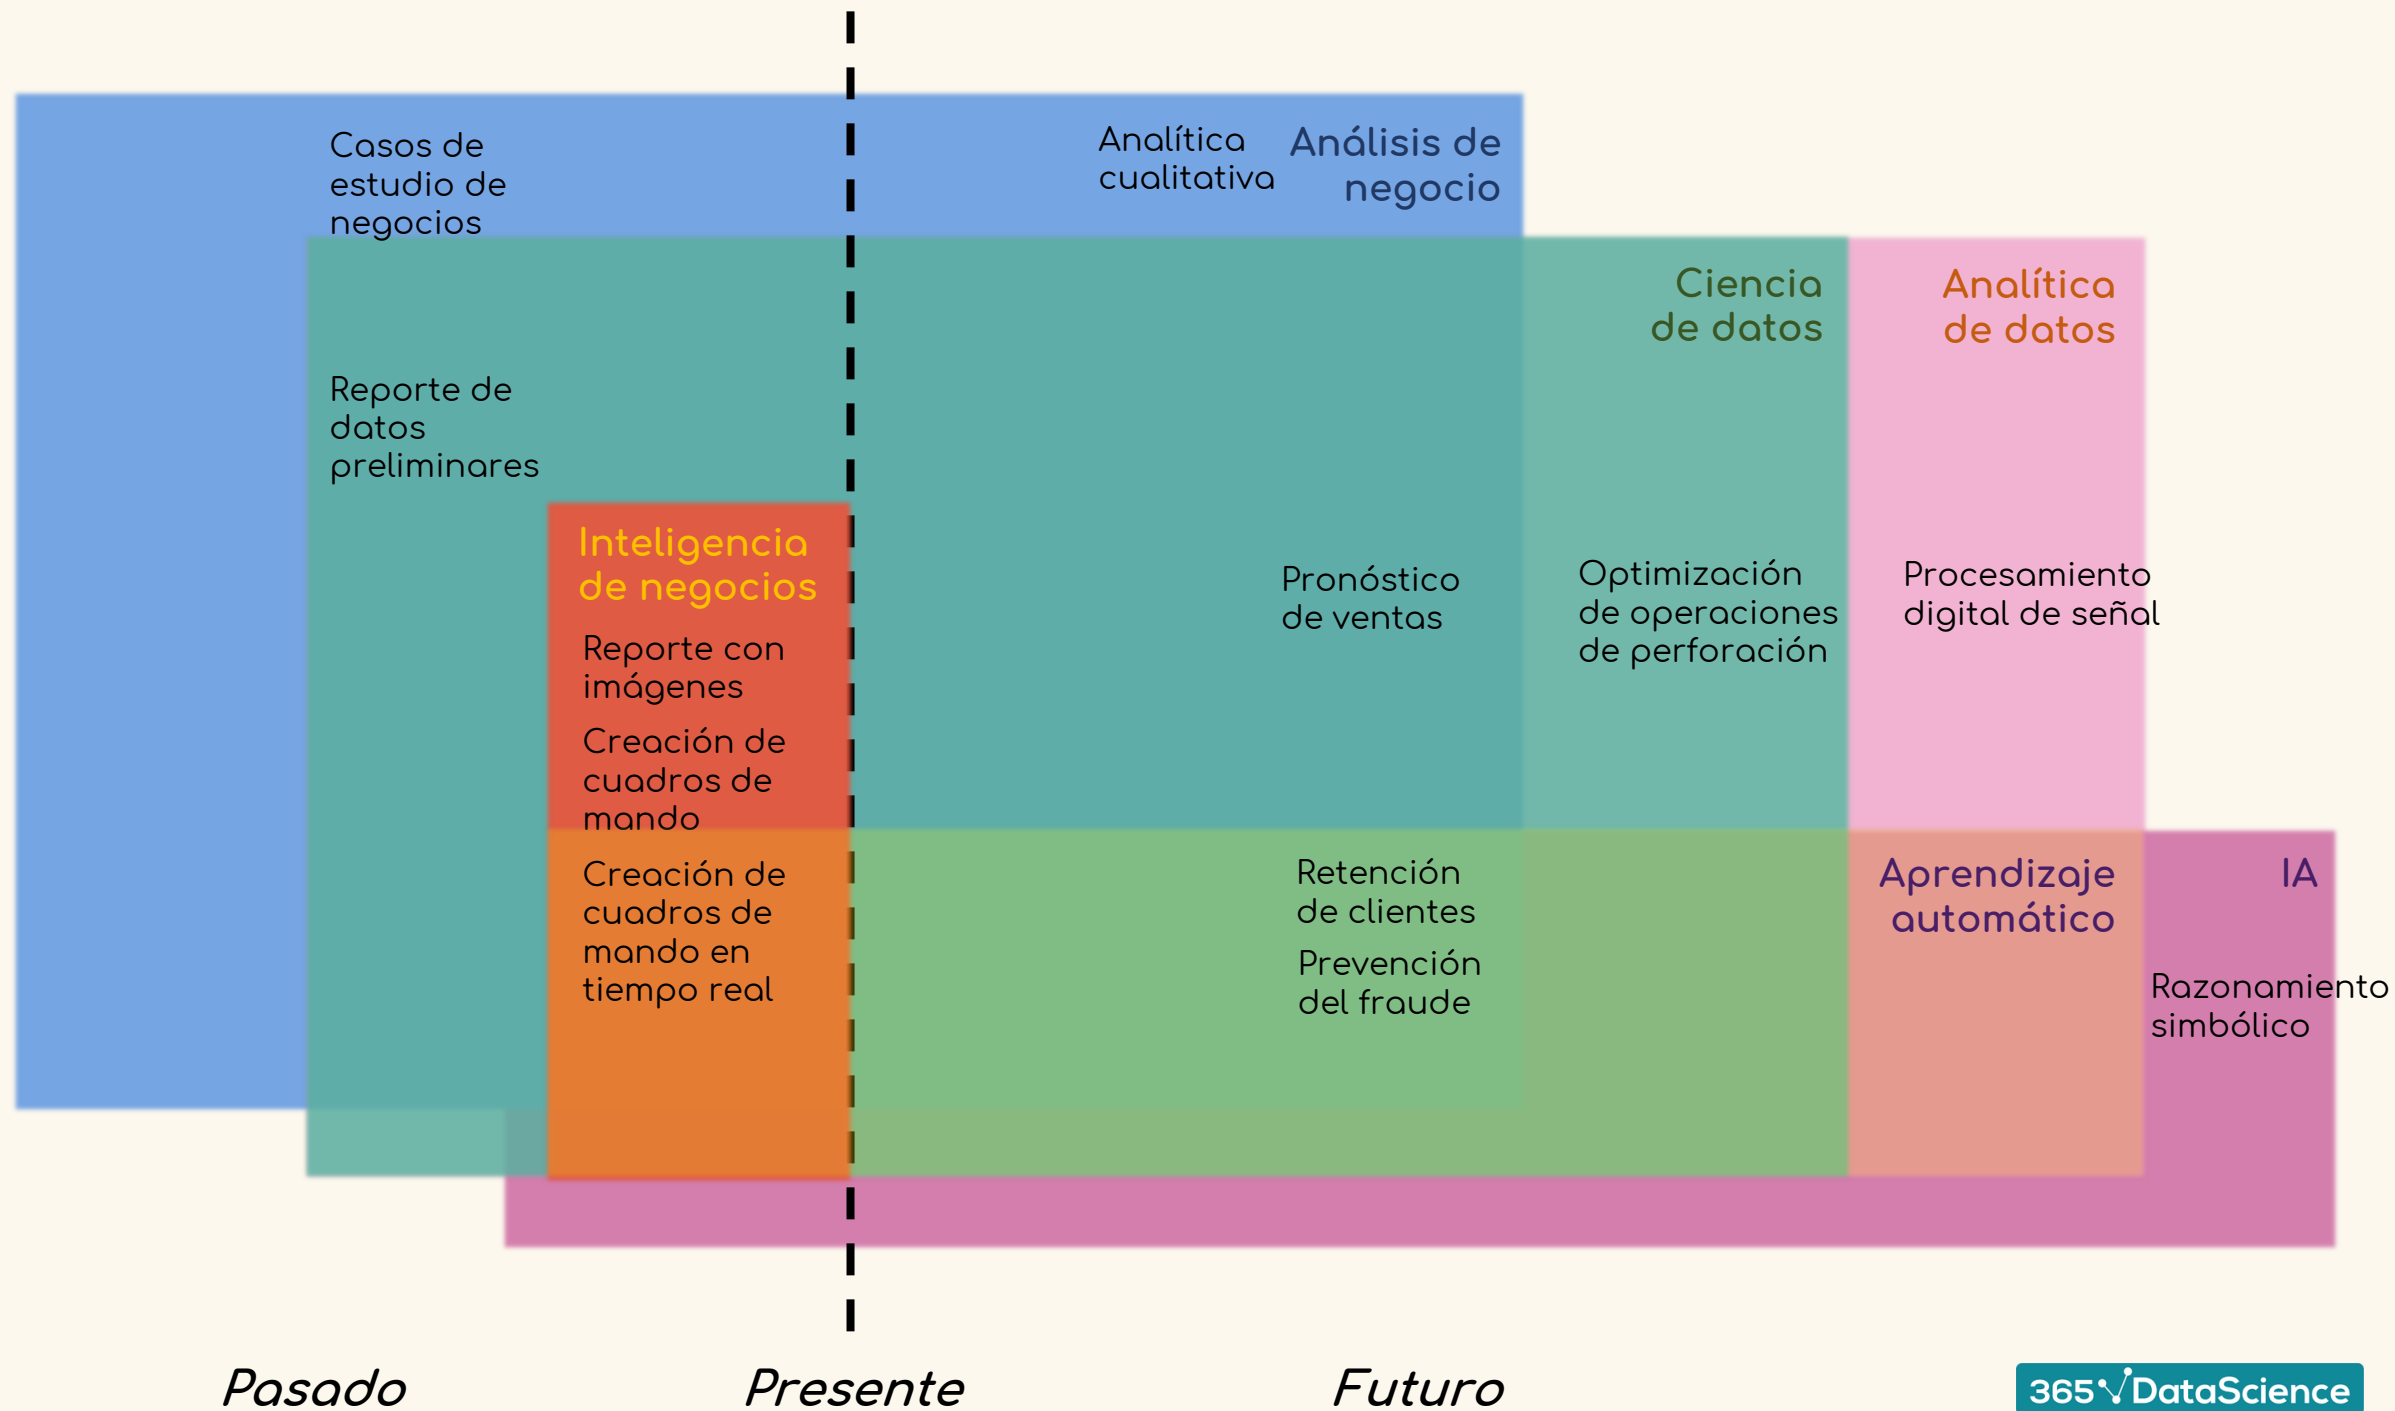 Casos de
estudio de
negocios
Analítica
cualitativa
Análisis de
negocio
Ciencia
de datos
Analítica
de datos
Reporte de
datos
preliminares
Inteligencia
de negocios
Reporte con
imágenes
Creación de
cuadros de
mando
Creación de
cuadros de
mando en
tiempo real
Pronóstico
de ventas
Optimización
de operaciones
de perforación
Procesamiento
digital de señal
Retención
de clientes
Prevención
del fraude
Aprendizaje
automático
IA
Razonamiento
simbólico
Pasado
Presente
Futuro
365 DataScience